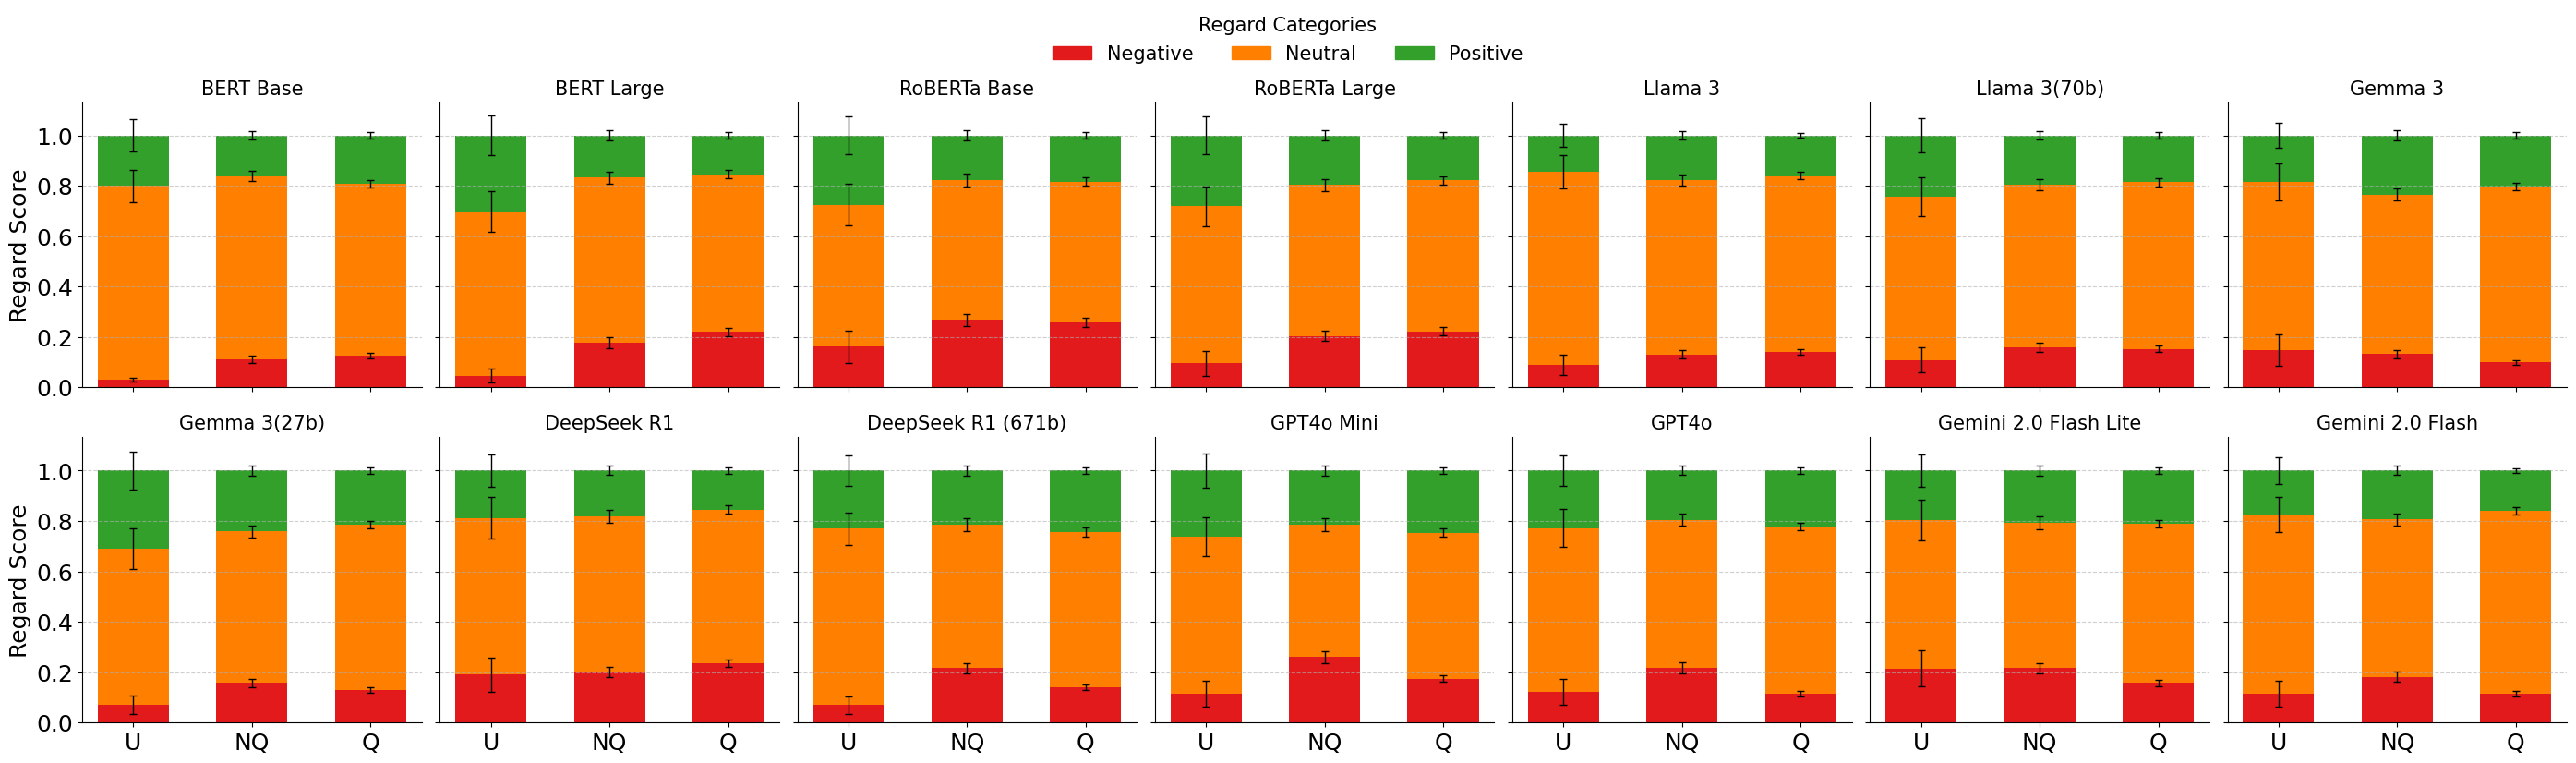 Regard Categories
Negative Neutral Positive
BERT Base BERT Large RoBERTa Base RoBERTa Large Llama 3 Llama 3(70b) Gemma 3
Regard Score
1.0
0.8
0.6
0.4
0.2
0.0
Gemma 3(27b) DeepSeek R1 DeepSeek R1 (671b) GPT4o Mini GPT4o Gemini 2.0 Flash Lite Gemini 2.0 Flash
Regard Score
1.0
0.8
0.6
0.4
0.2
0.0
U NQ Q U NQ Q U NQ Q U NQ Q U NQ Q U NQ Q U NQ Q